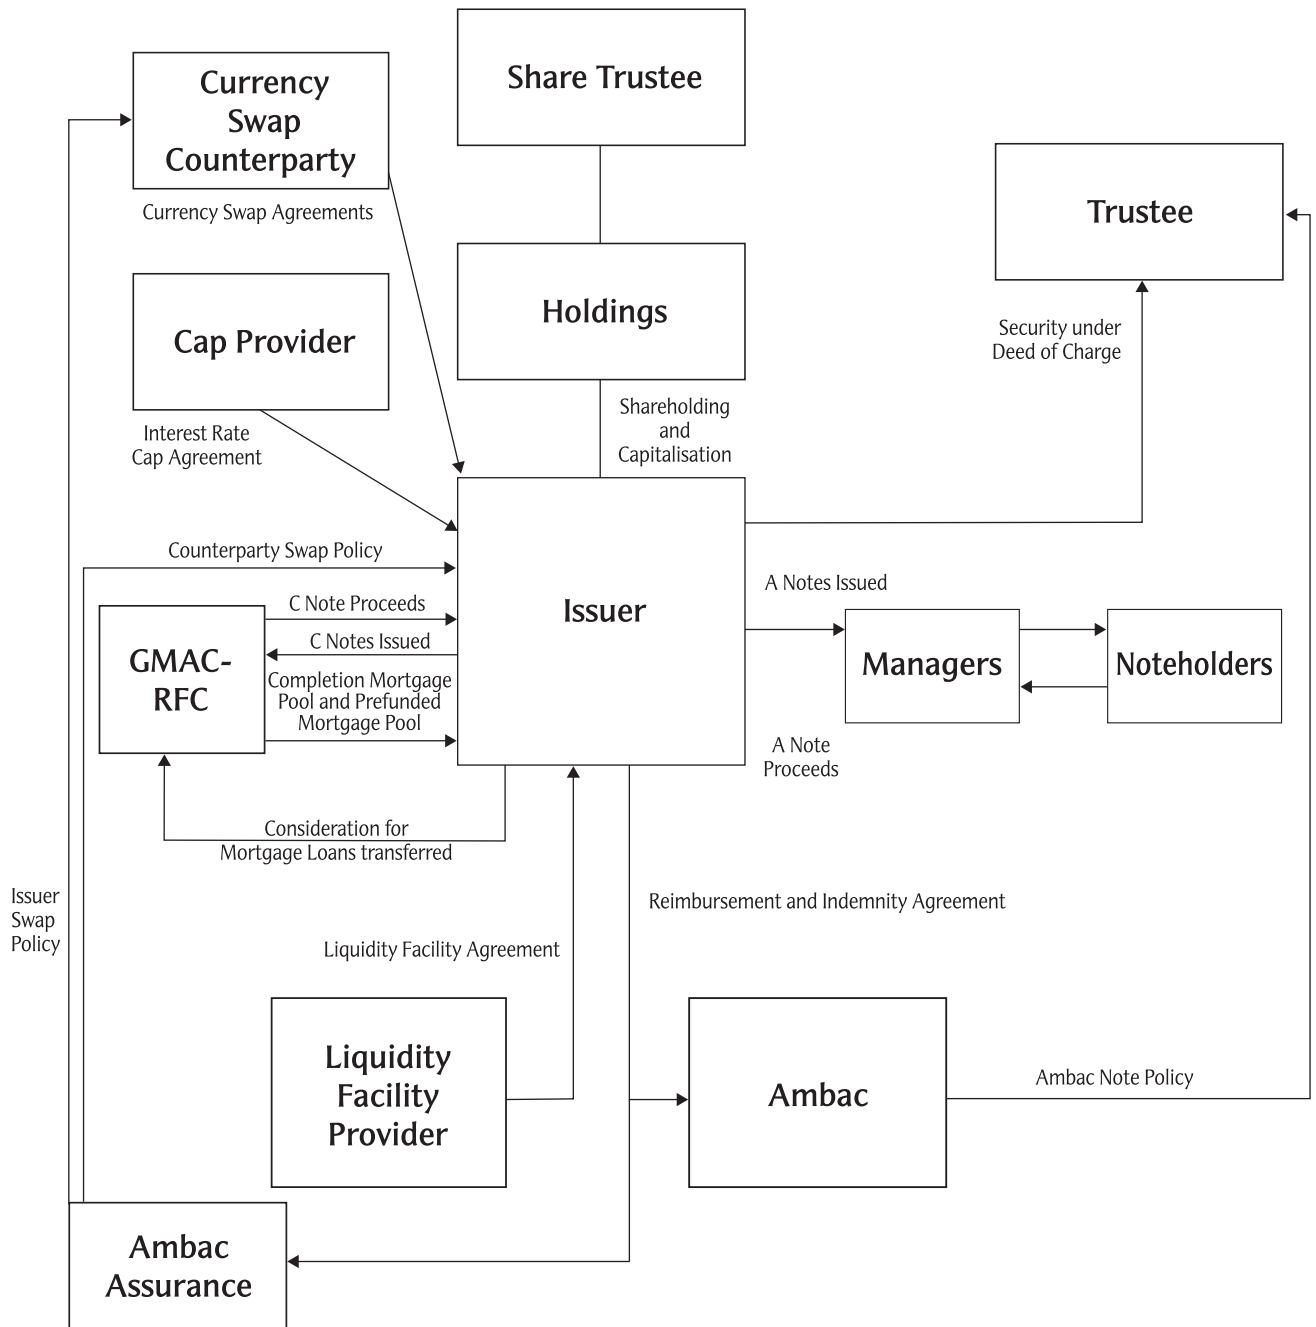 Share Trustee
Currency
Swap
Counterparty
Currency Swap Agreements
Trustee
Holdings
Cap Provider
Security under
Deed of Charge
Shareholding
and
Capitalisation
Interest Rate
Cap Agreement
Counterparty Swap Policy
A Notes Issued
C Note Proceeds
Issuer
C Notes Issued
GMAC-
RFC
Completion Mortgage
Pool and Prefunded
Mortgage Pool
Managers
Noteholders
A Note
Proceeds
Consideration for
Mortgage Loans transferred
Issuer
Swap
Policy
Reimbursement and Indemnity Agreement
Liquidity Facility Agreement
Liquidity
Facility
Provider
Ambac
Ambac Note Policy
Ambac
Assurance